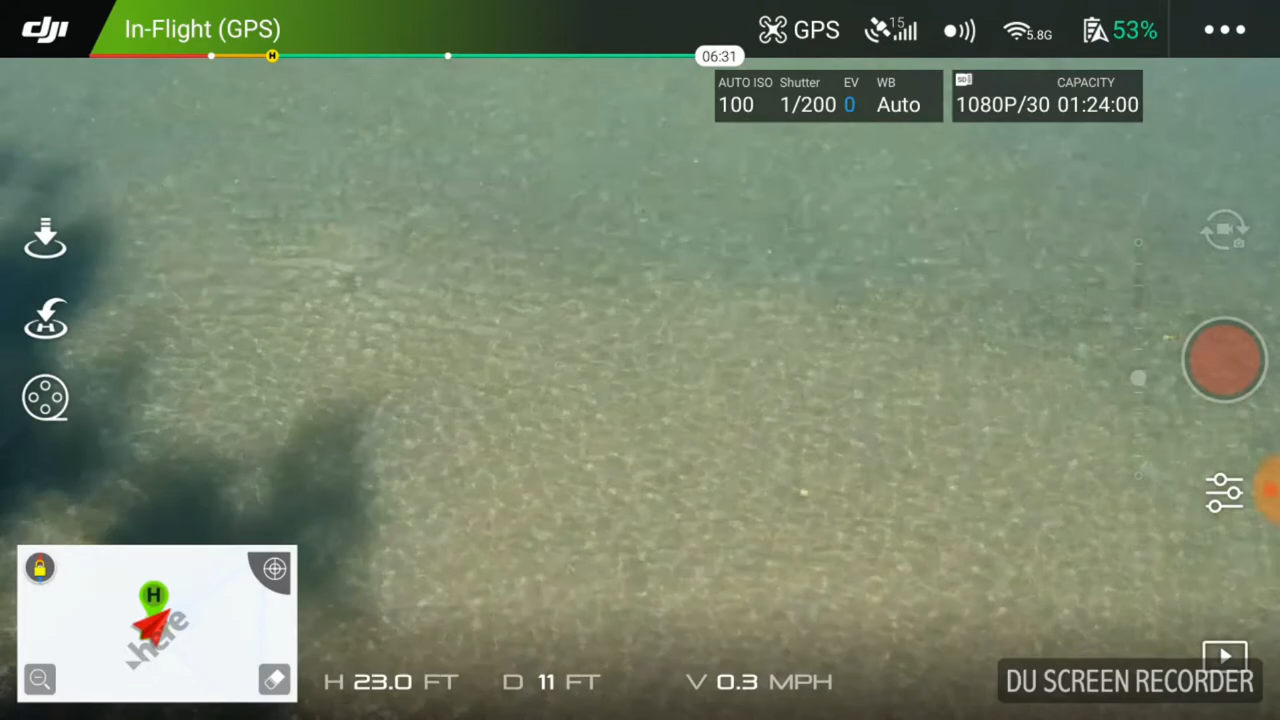 dji In-Flight (GPS) GPS 15 5.8G 53%
H 06:31
AUTO ISO Shutter EV WB SD CAPACITY
100 1/200 0 Auto 1080P/30 01:24:00
H
H
here
H 23.0 FT D 11 FT V 0.3 MPH
DU SCREEN RECORDER